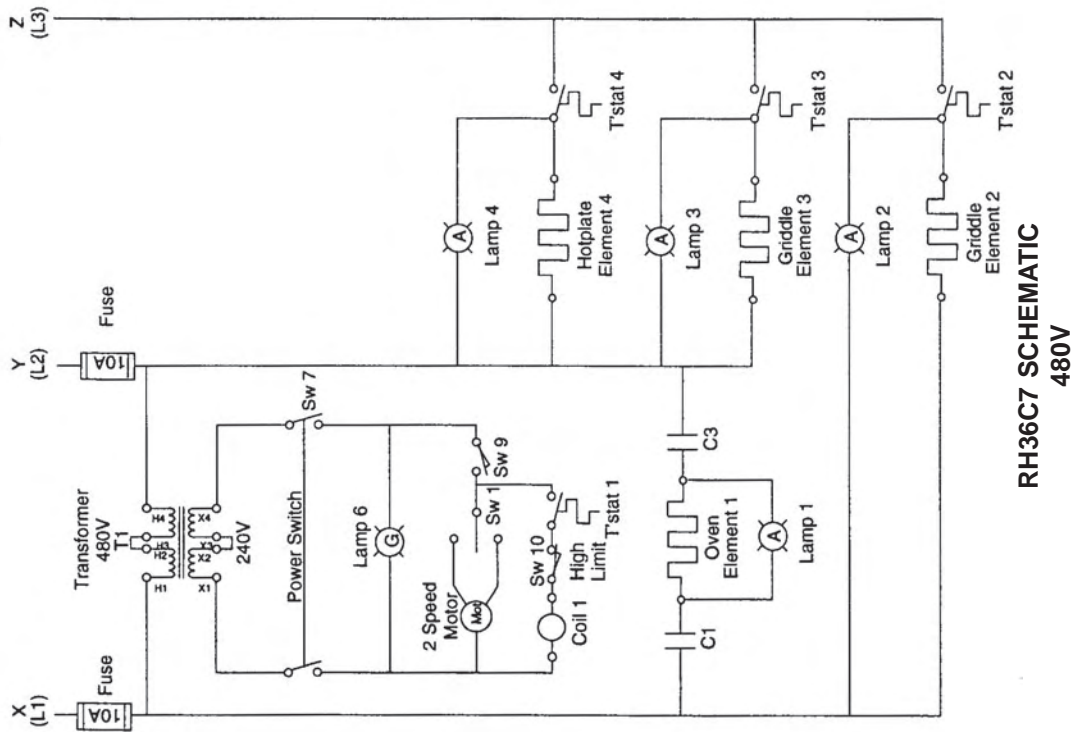 X
(L1)
Y
(L2)
Z
(L3)
Fuse
10A
Fuse
10A
Transformer
480V
T1
H1
H2
H3
H4
X1
X2
X3
X4
240V
Power Switch
Sw 7
Lamp 6
G
Sw 9
2 Speed
Motor
Mot
Sw 1
Sw 10
High
Limit
T'stat 1
Coil 1
C1
Oven
Element 1
A
Lamp 1
C3
A
Lamp 4
Hotplate
Element 4
T'stat 4
A
Lamp 3
Griddle
Element 3
T'stat 3
A
Lamp 2
Griddle
Element 2
T'stat 2
RH36C7 SCHEMATIC
480V